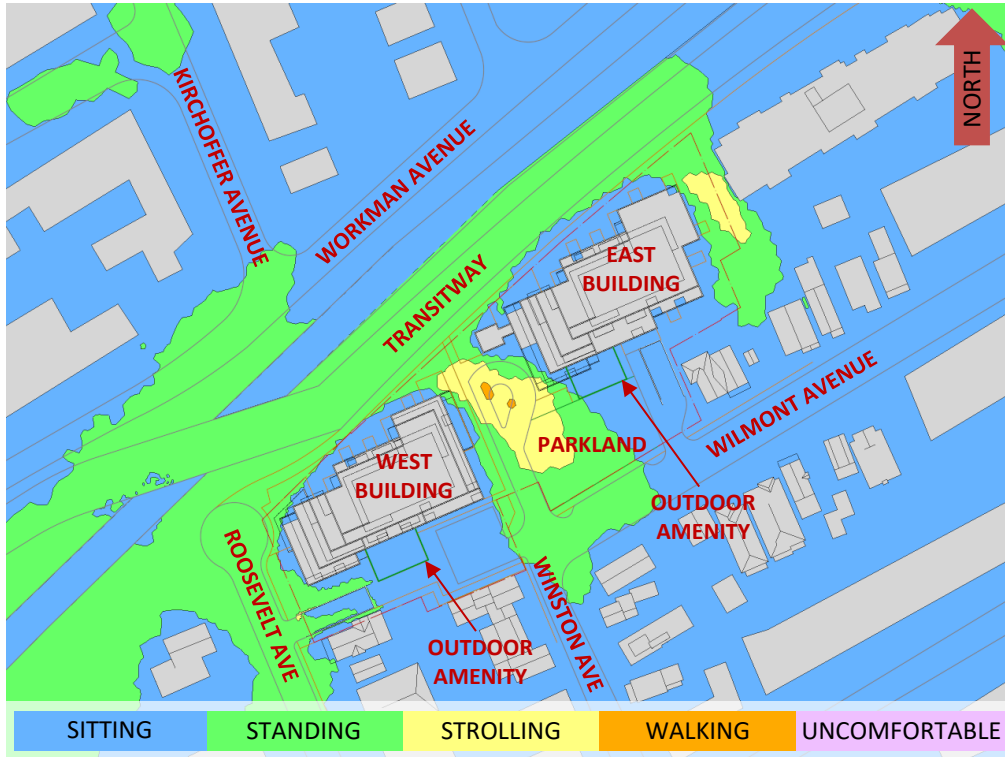 NORTH
KIRCHOFFER AVENUE
WORKMAN AVENUE
TRANSITWAY
EAST
BUILDING
WILMONT AVENUE
PARKLAND
WEST
BUILDING
OUTDOOR
AMENITY
ROOSEVELT AVE
WINSTON AVE
OUTDOOR
AMENITY
SITTING
STANDING
STROLLING
WALKING
UNCOMFORTABLE